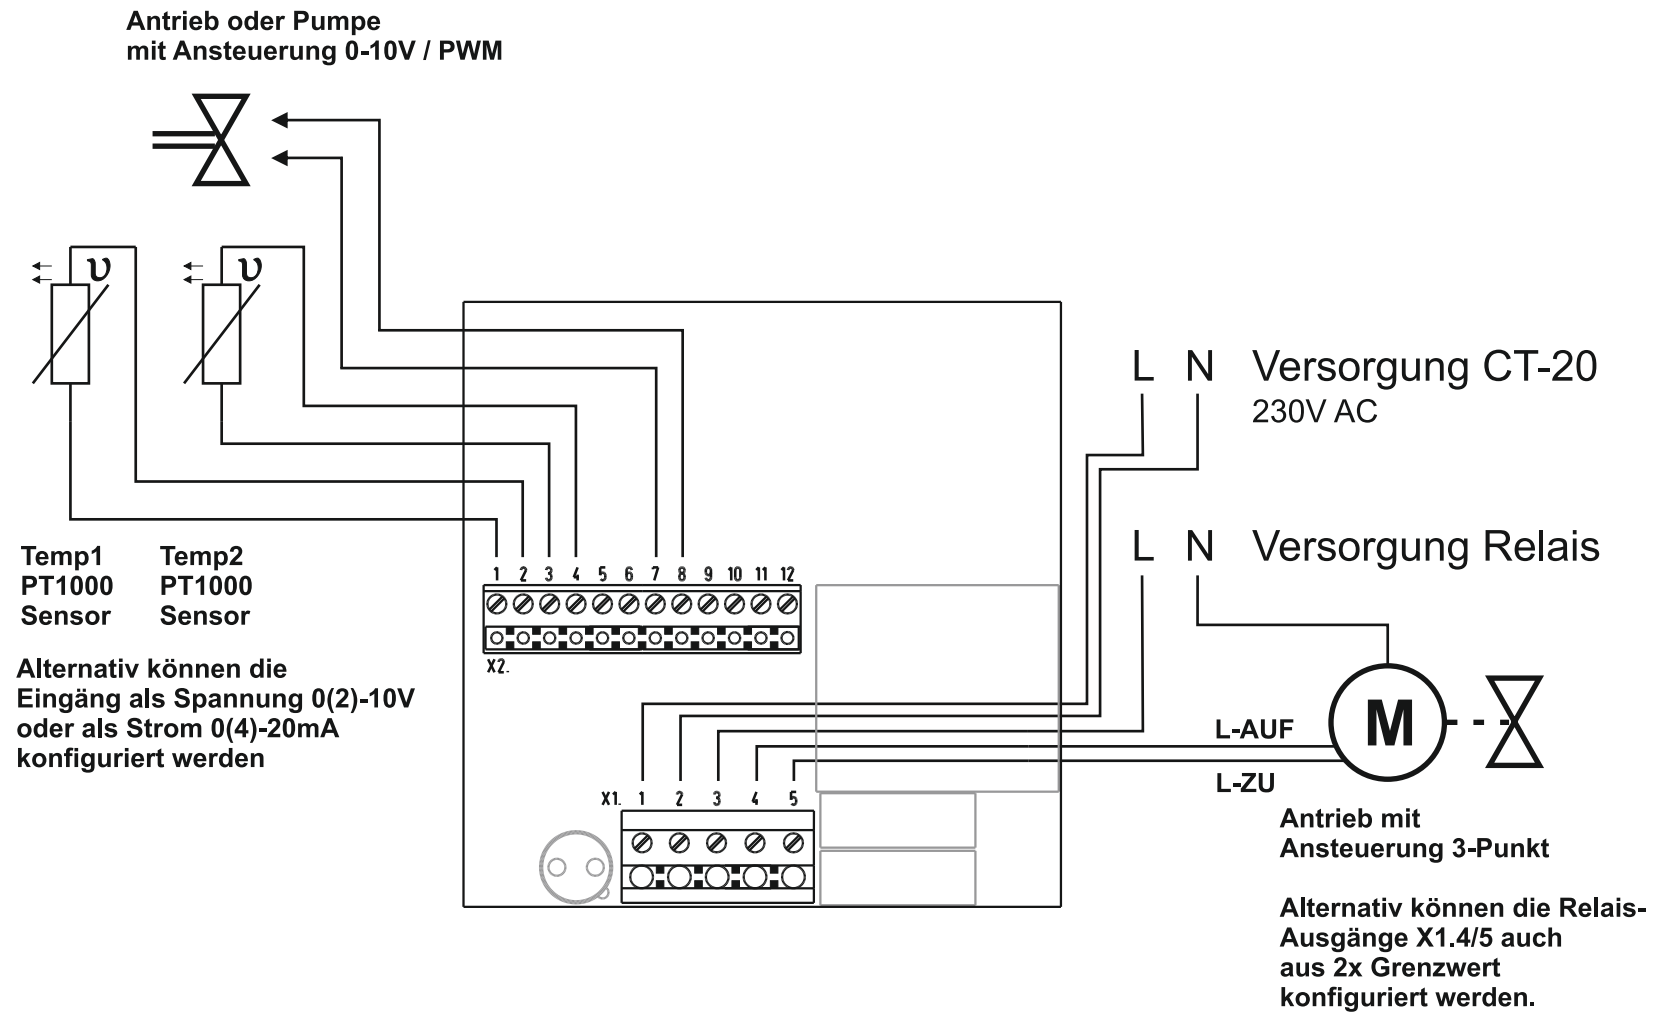 Antrieb oder Pumpe
mit Ansteuerung 0-10V / PWM
υ υ
L N Versorgung CT-20
230V AC
L N Versorgung Relais
Temp1
PT1000
Sensor
Temp2
PT1000
Sensor
1 2 3 4 5 6 7 8 9 10 11 12
X2.
Alternativ können die
Eingäng als Spannung 0(2)-10V
oder als Strom 0(4)-20mA
konfiguriert werden
M
L-AUF
L-ZU
X1. 1 2 3 4 5
Antrieb mit
Ansteuerung 3-Punkt
Alternativ können die Relais-
Ausgänge X1.4/5 auch
aus 2x Grenzwert
konfiguriert werden.